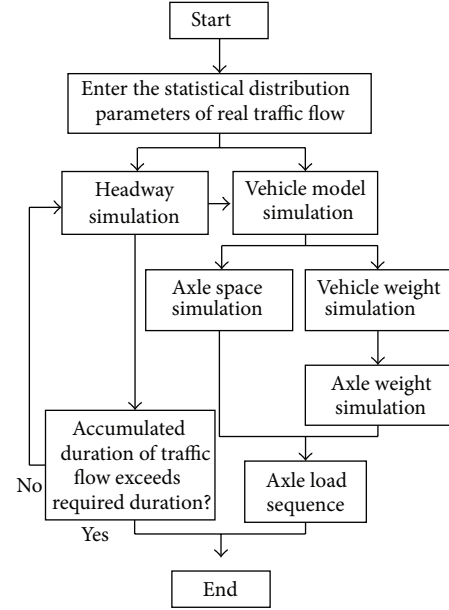 Start
Enter the statistical distribution
parameters of real traffic flow
Headway
simulation
Vehicle model
simulation
Axle space
simulation
Vehicle weight
simulation
Axle weight
simulation
Accumulated
duration of traffic
flow exceeds
required duration?
No
Yes
Axle load
sequence
End